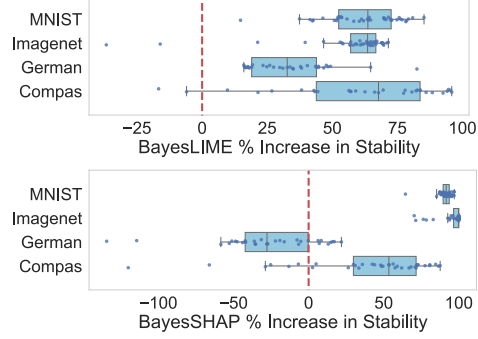 MNIST
Imagenet
German
Compas
−25 0 25 50 75 100
BayesLIME % Increase in Stability
MNIST
Imagenet
German
Compas
−100 −50 0 50 100
BayesSHAP % Increase in Stability